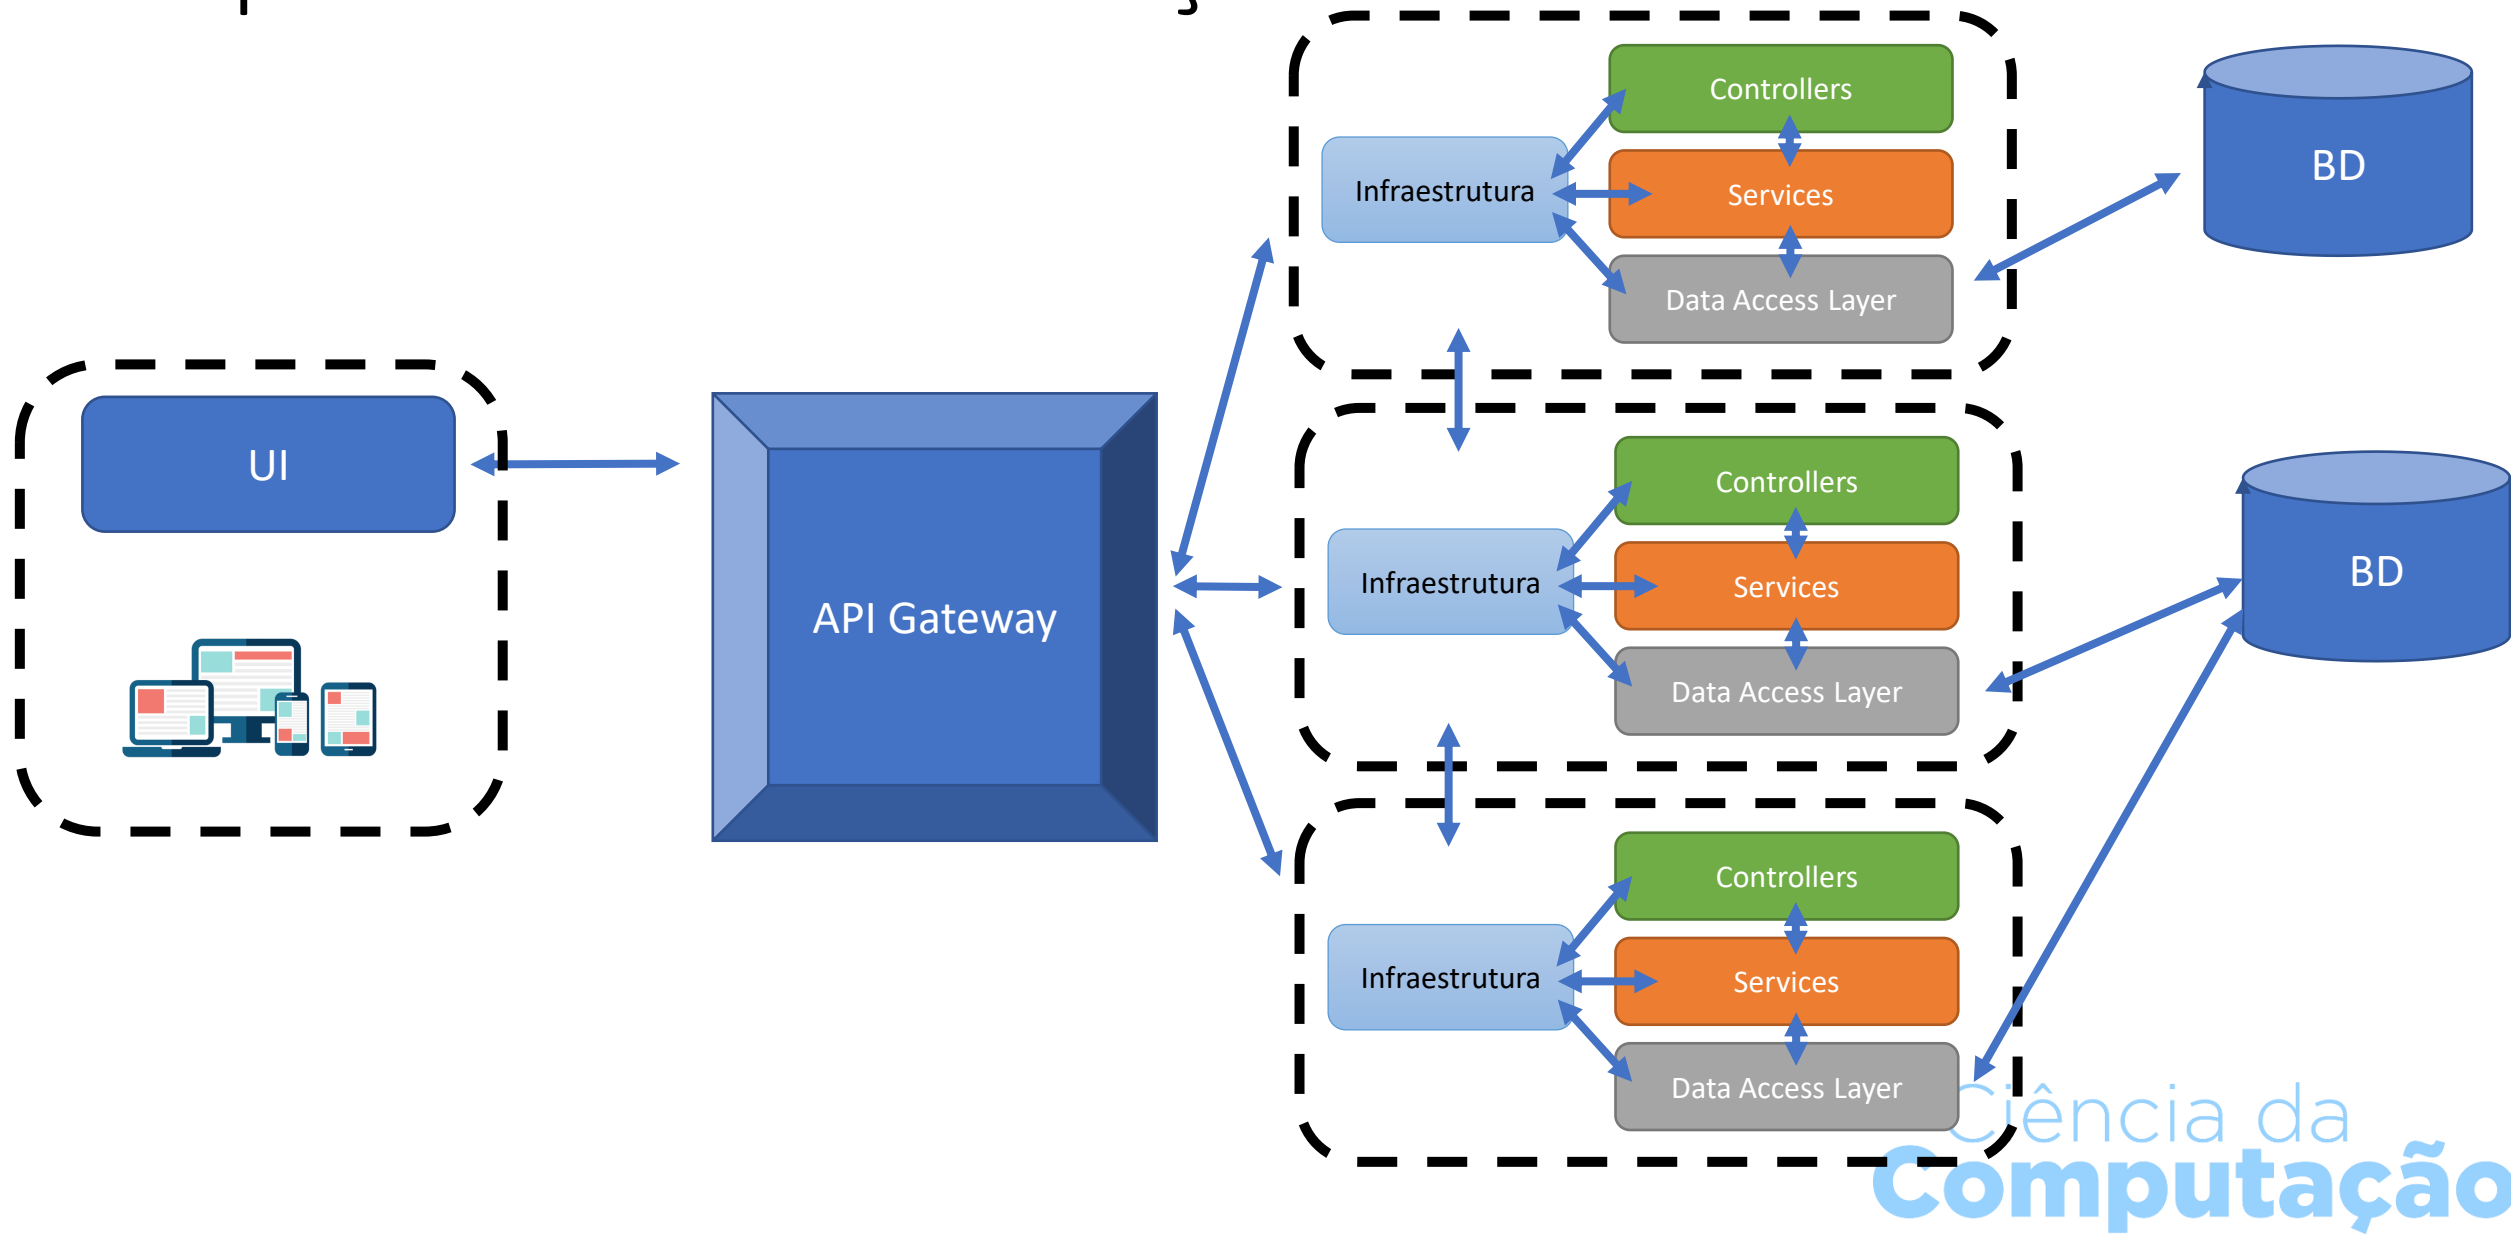 Controllers
Services
Data Access Layer
Infraestrutura
BD
UI
API Gateway
Controllers
Services
Data Access Layer
Infraestrutura
BD
Controllers
Services
Data Access Layer
Infraestrutura
Ciência da
Computação